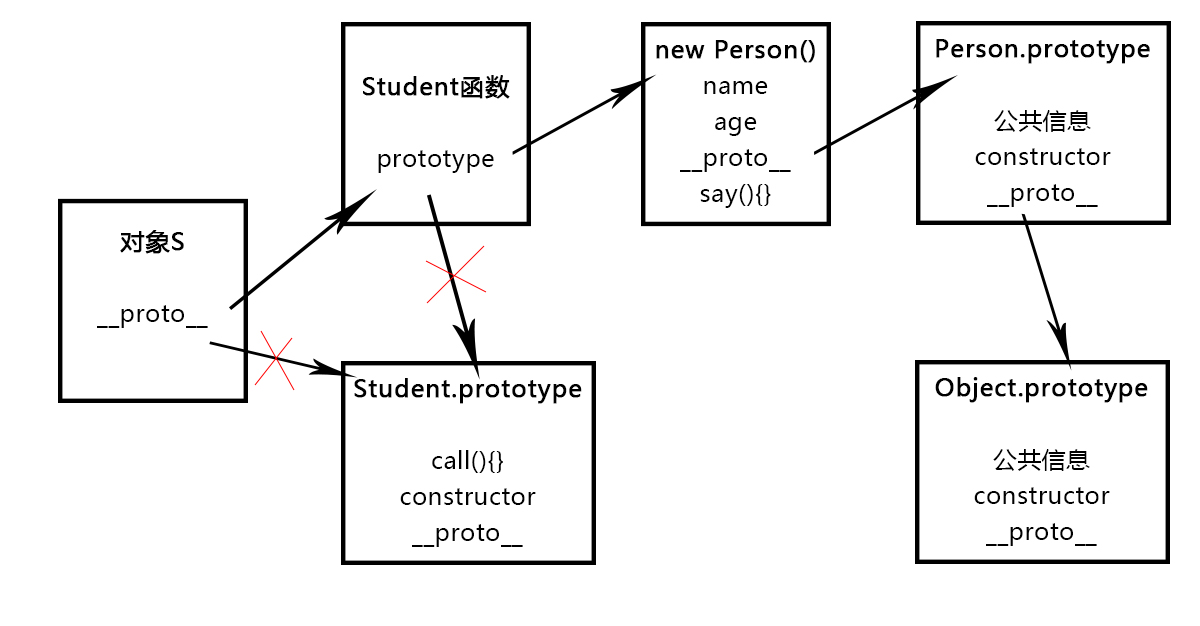 对象S
__proto__
Student函数
prototype
Student.prototype
call(){}
constructor
__proto__
new Person()
name
age
__proto__
say(){}
Person.prototype
公共信息
constructor
__proto__
Object.prototype
公共信息
constructor
__proto__